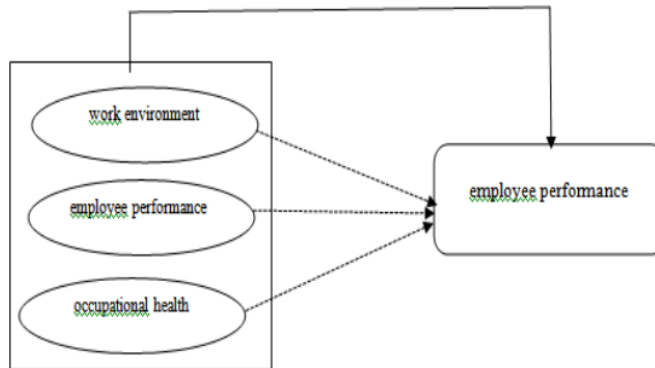 work environment
employee performance
employee performance
occupational health